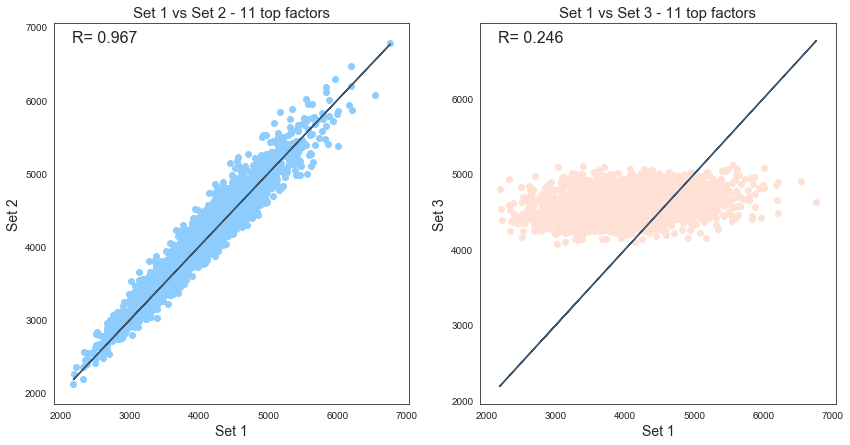 Set 1 vs Set 2 - 11 top factors
R= 0.967
7000
6000
5000
4000
3000
2000
Set 2
2000 3000 4000 5000 6000 7000
Set 1
Set 1 vs Set 3 - 11 top factors
R= 0.246
6000
5000
4000
3000
2000
Set 3
2000 3000 4000 5000 6000 7000
Set 1